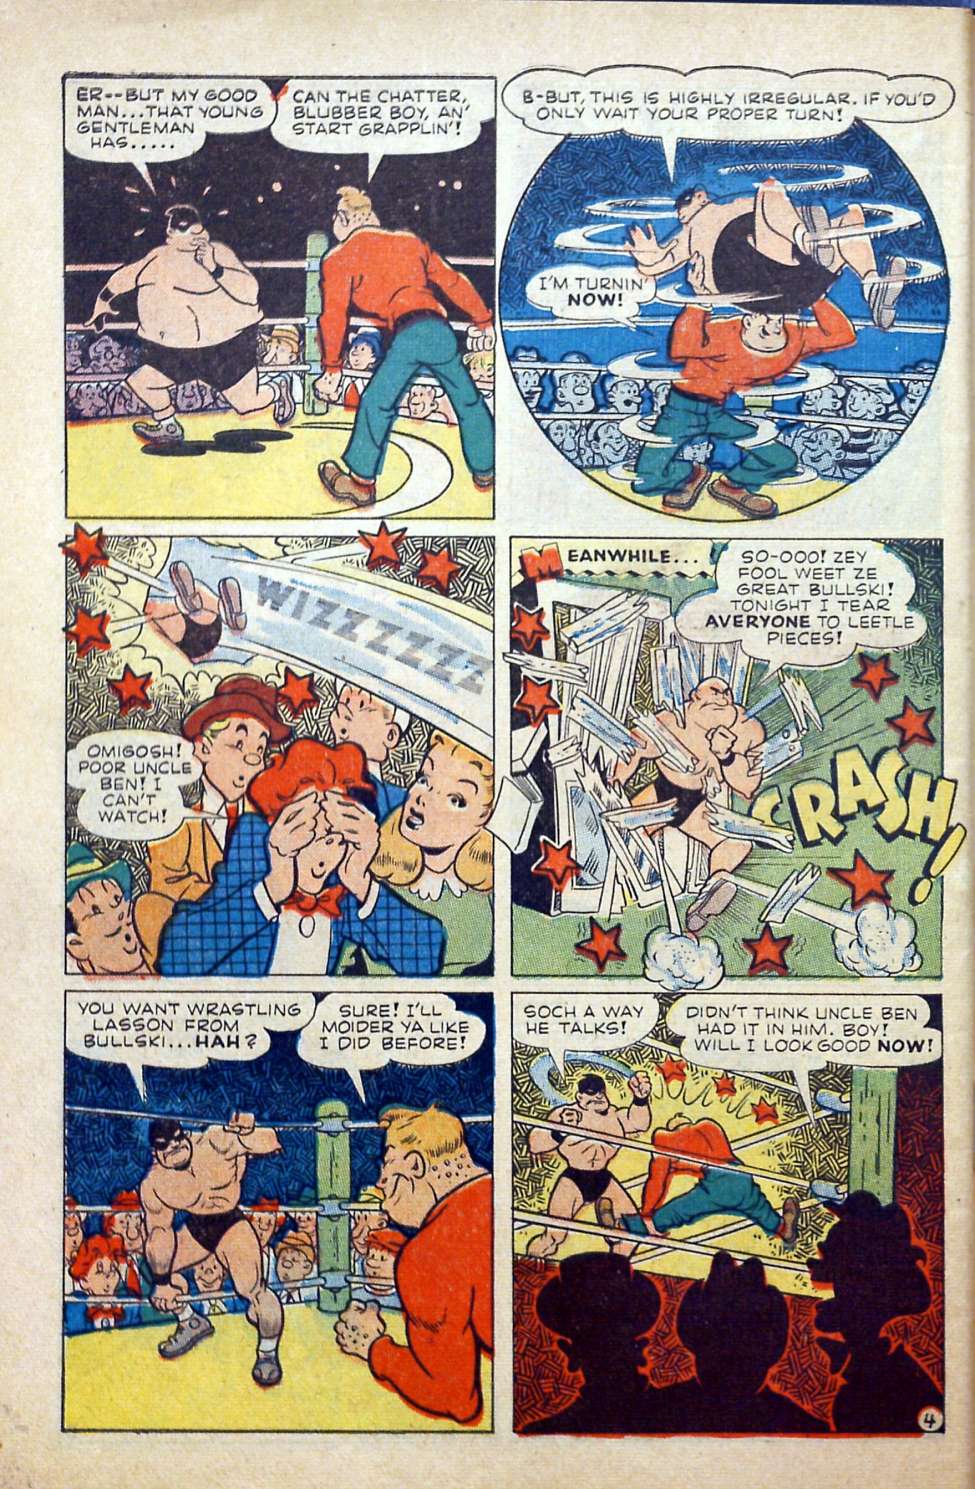 ER--BUT MY GOOD
MAN...THAT YOUNG
GENTLEMAN
HAS.....
CAN THE CHATTER,
BLUBBER BOY, AN'
START GRAPPLIN'!
B-BUT, THIS IS HIGHLY IRREGULAR. IF YOU'D
ONLY WAIT YOUR PROPER TURN!
I'M TURNIN'
NOW!
WIZZZZZZ
OMIGOSH!
POOR UNCLE
BEN! I
CAN'T
WATCH!
MEANWHILE...
SO-OOO! ZEY
FOOL WEET ZE
GREAT BULLSKI!
TONIGHT I TEAR
AVERYONE TO LEETLE
PIECES!
CRASH!
YOU WANT WRASTLING
LASSON FROM
BULLSKI...HAH?
SURE! I'LL
MOIDER YA LIKE
I DID BEFORE!
SOCH A WAY
HE TALKS!
DIDN'T THINK UNCLE BEN
HAD IT IN HIM. BOY!
WILL I LOOK GOOD NOW!
4